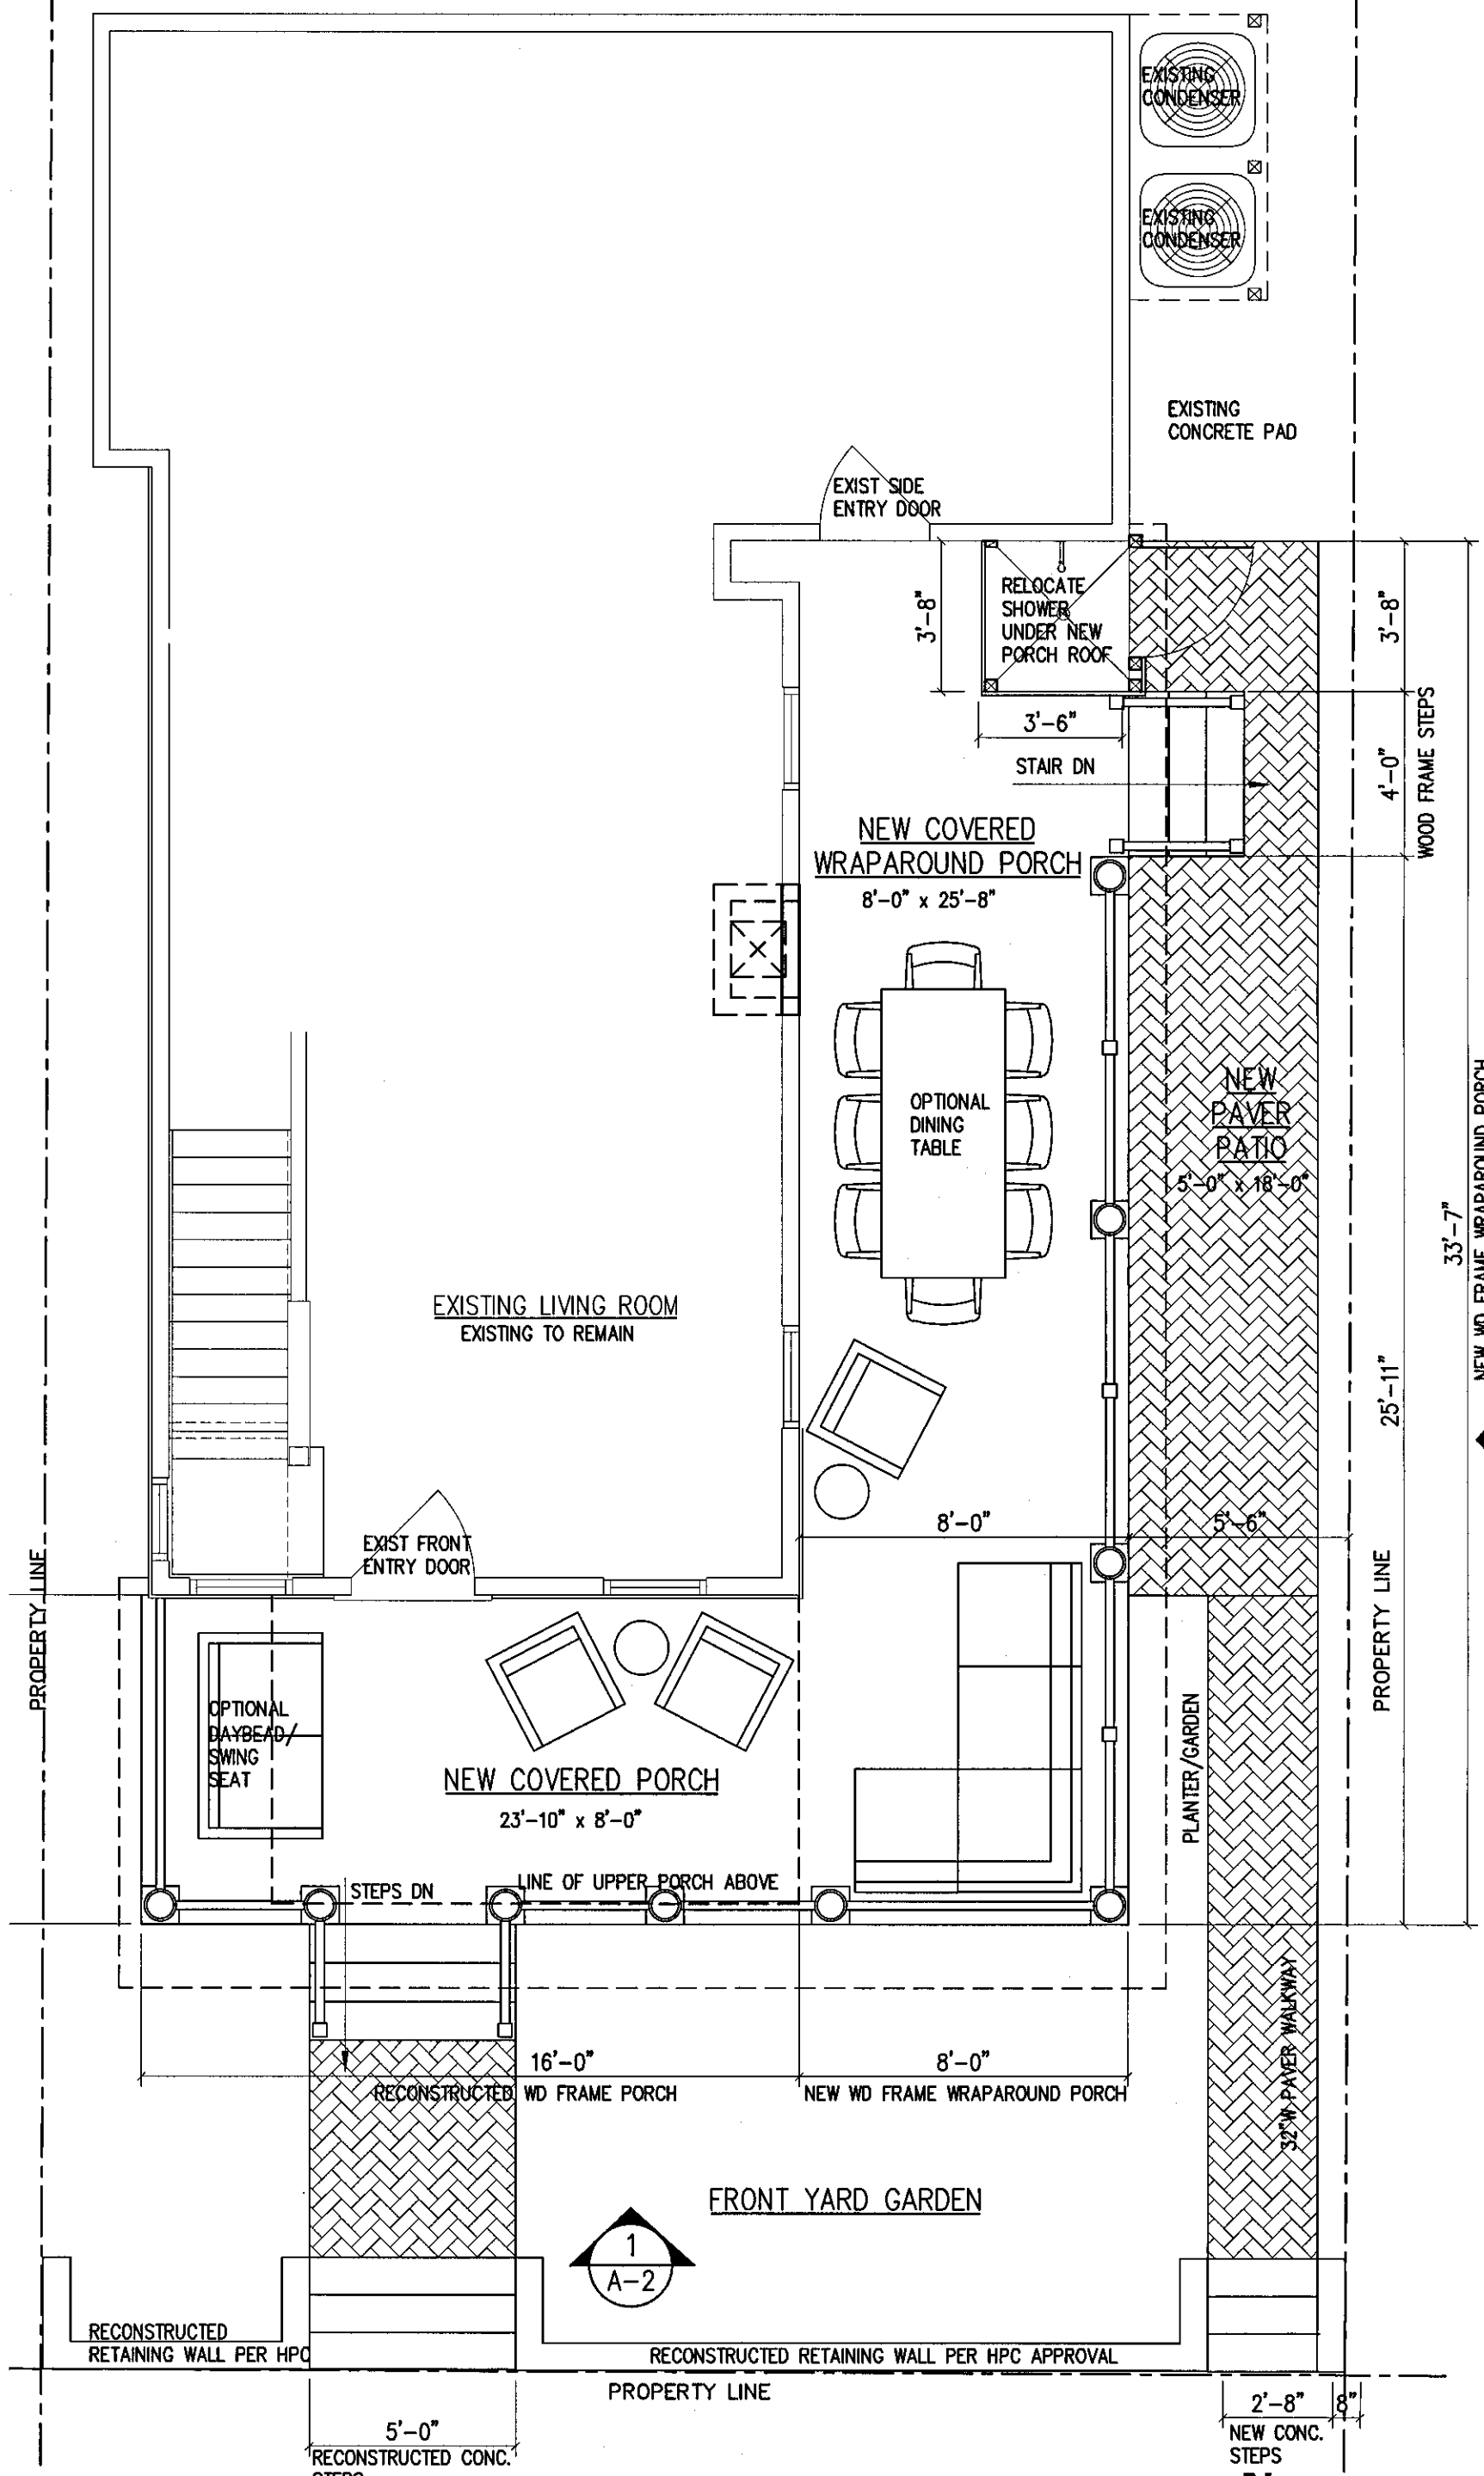 EXISTING
CONDENSER
EXISTING
CONDENSER
EXISTING
CONCRETE PAD
EXIST SIDE
ENTRY DOOR
RELOCATE
SHOWER
UNDER NEW
PORCH ROOF
3'-8"
3'-8"
3'-6"
STAIR DN
4'-0"
WOOD FRAME STEPS
NEW COVERED
WRAPAROUND PORCH
8'-0" x 25'-8"
OPTIONAL
DINING
TABLE
NEW
PAVER
PATIO
5'-0" x 18'-0"
33'-7"
NEW WD FRAME WRAPAROUND PORCH
EXISTING LIVING ROOM
EXISTING TO REMAIN
25'-11"
8'-0"
5'-6"
EXIST FRONT
ENTRY DOOR
PROPERTY LINE
PROPERTY LINE
OPTIONAL
DAYBEAD/
SWING
SEAT
NEW COVERED PORCH
23'-10" x 8'-0"
PLANTER/GARDEN
STEPS DN
LINE OF UPPER PORCH ABOVE
16'-0"
RECONSTRUCTED WD FRAME PORCH
8'-0"
NEW WD FRAME WRAPAROUND PORCH
32"W PAVER WALKWAY
FRONT YARD GARDEN
1
A-2
RECONSTRUCTED
RETAINING WALL PER HPC
RECONSTRUCTED RETAINING WALL PER HPC APPROVAL
PROPERTY LINE
5'-0"
RECONSTRUCTED CONC.
STEPS
2'-8"
8"
NEW CONC.
STEPS